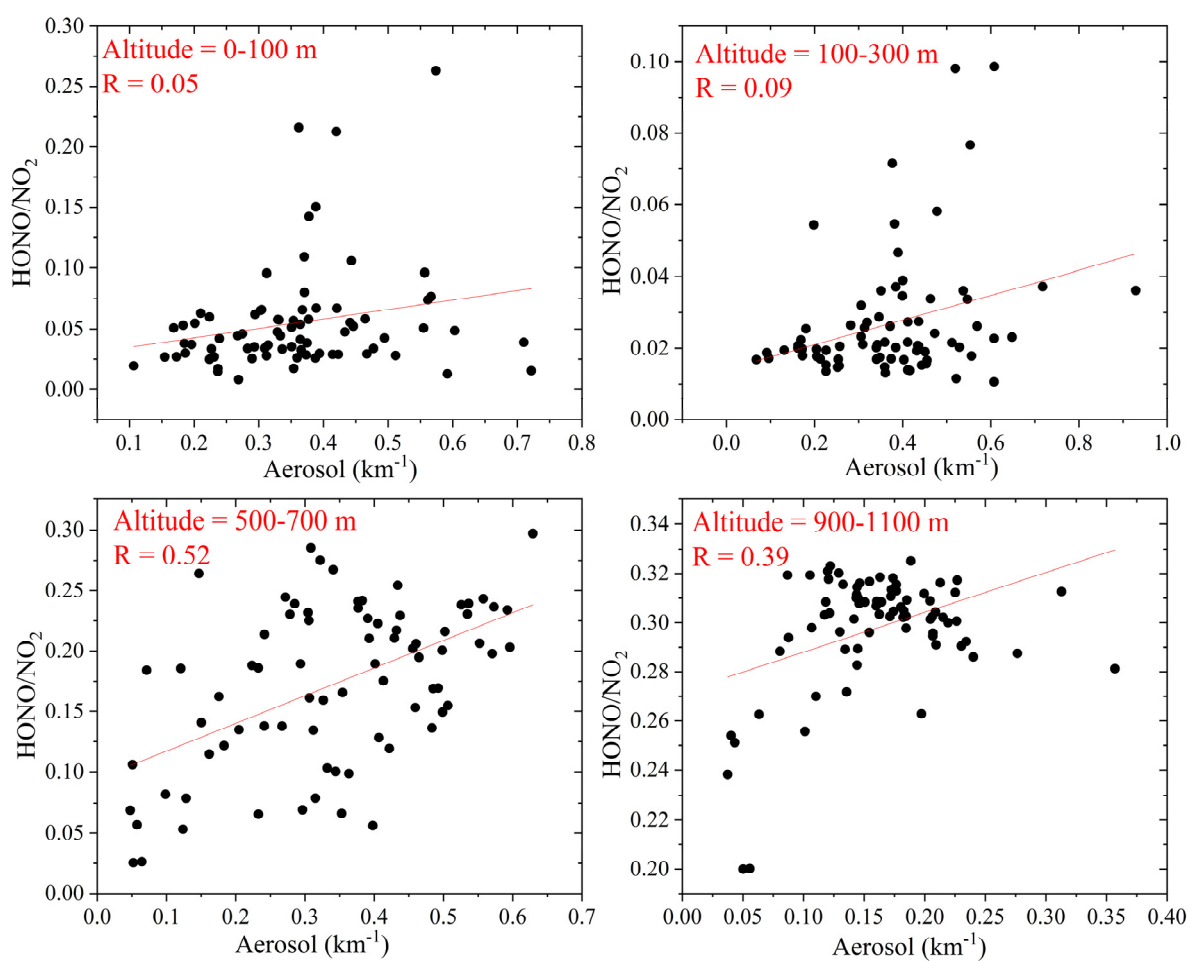 Altitude = 0-100 m
R = 0.05
HONO/NO₂
0.30
0.25
0.20
0.15
0.10
0.05
0.00
0.1 0.2 0.3 0.4 0.5 0.6 0.7 0.8
Aerosol (km⁻¹)
Altitude = 100-300 m
R = 0.09
HONO/NO₂
0.10
0.08
0.06
0.04
0.02
0.00
0.0 0.2 0.4 0.6 0.8 1.0
Aerosol (km⁻¹)
Altitude = 500-700 m
R = 0.52
HONO/NO₂
0.30
0.25
0.20
0.15
0.10
0.05
0.00
0.0 0.1 0.2 0.3 0.4 0.5 0.6 0.7
Aerosol (km⁻¹)
Altitude = 900-1100 m
R = 0.39
HONO/NO₂
0.34
0.32
0.30
0.28
0.26
0.24
0.22
0.20
0.00 0.05 0.10 0.15 0.20 0.25 0.30 0.35 0.40
Aerosol (km⁻¹)